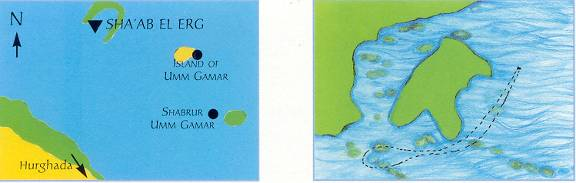 N
SHA'AB EL ERG
ISLAND OF
UMM GAMAR
SHABRUR
UMM GAMAR
Hurghada